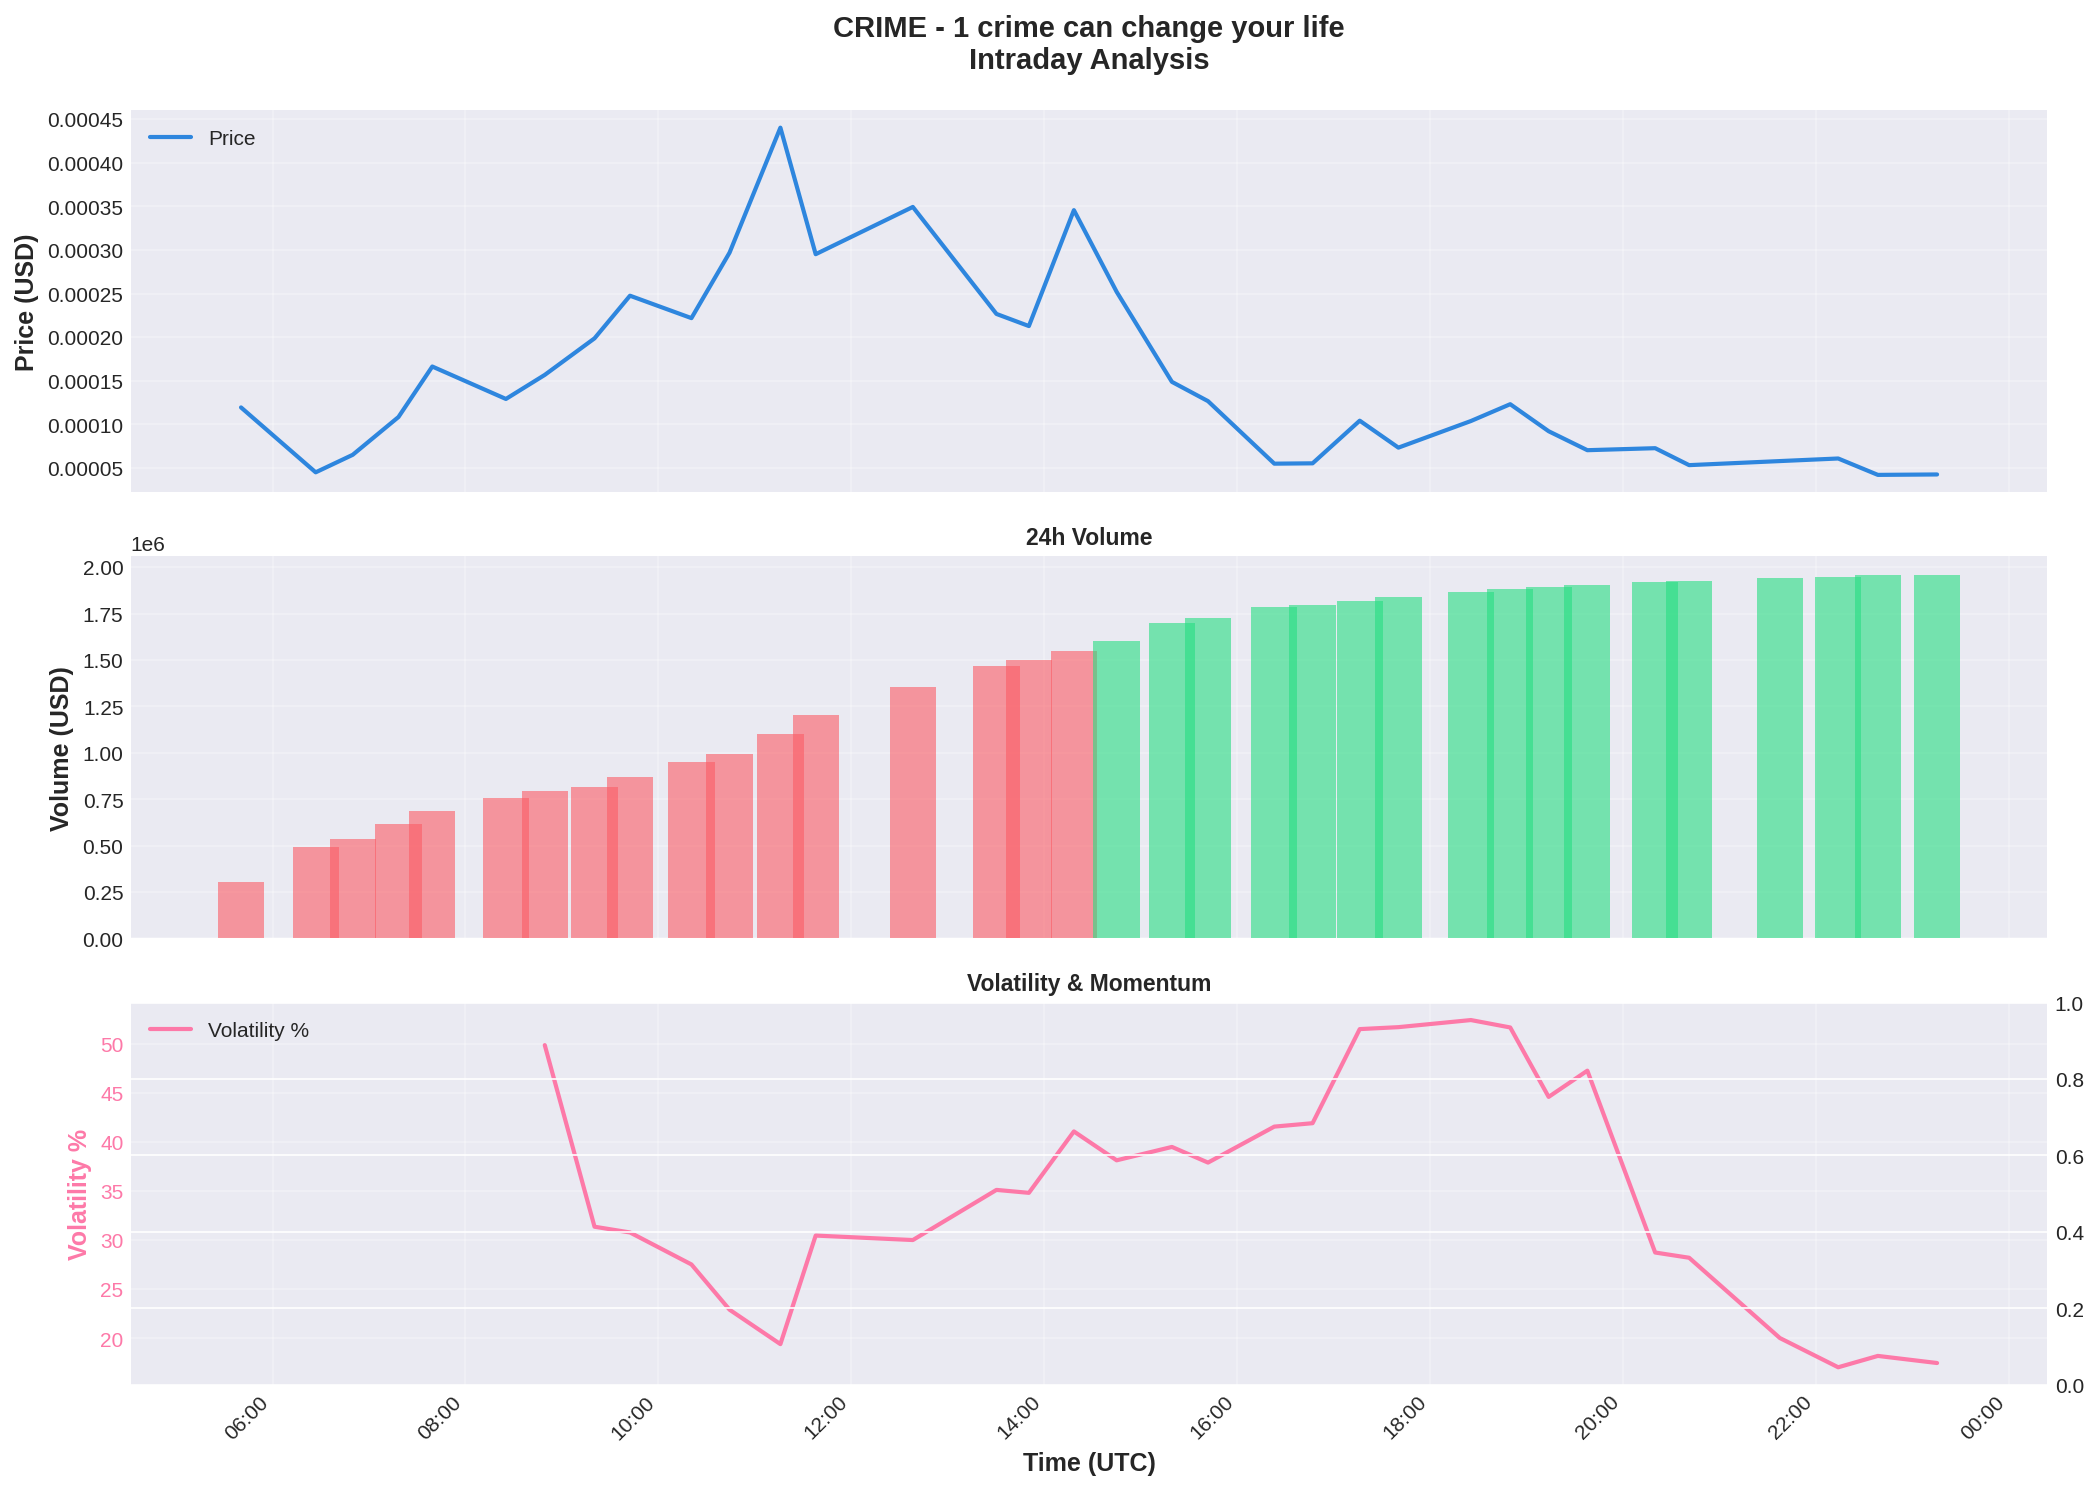 CRIME - 1 crime can change your life
Intraday Analysis
Price
Price (USD)
0.00045
0.00040
0.00035
0.00030
0.00025
0.00020
0.00015
0.00010
0.00005
24h Volume
1e6
Volume (USD)
2.00
1.75
1.50
1.25
1.00
0.75
0.50
0.25
0.00
Volatility & Momentum
Volatility %
Volatility %
50
45
40
35
30
25
20
1.0
0.8
0.6
0.4
0.2
0.0
06:00 08:00 10:00 12:00 14:00 16:00 18:00 20:00 22:00 00:00
Time (UTC)